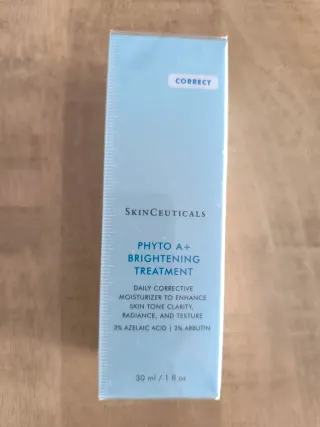 CORRECT
SKINCEUTICALS
PHYTO A+
BRIGHTENING
TREATMENT
DAILY CORRECTIVE
MOISTURIZER TO ENHANCE
SKIN TONE CLARITY,
RADIANCE, AND TEXTURE
3% AZELAIC ACID | 2% ARBUTIN
30 ml / 1 fl oz